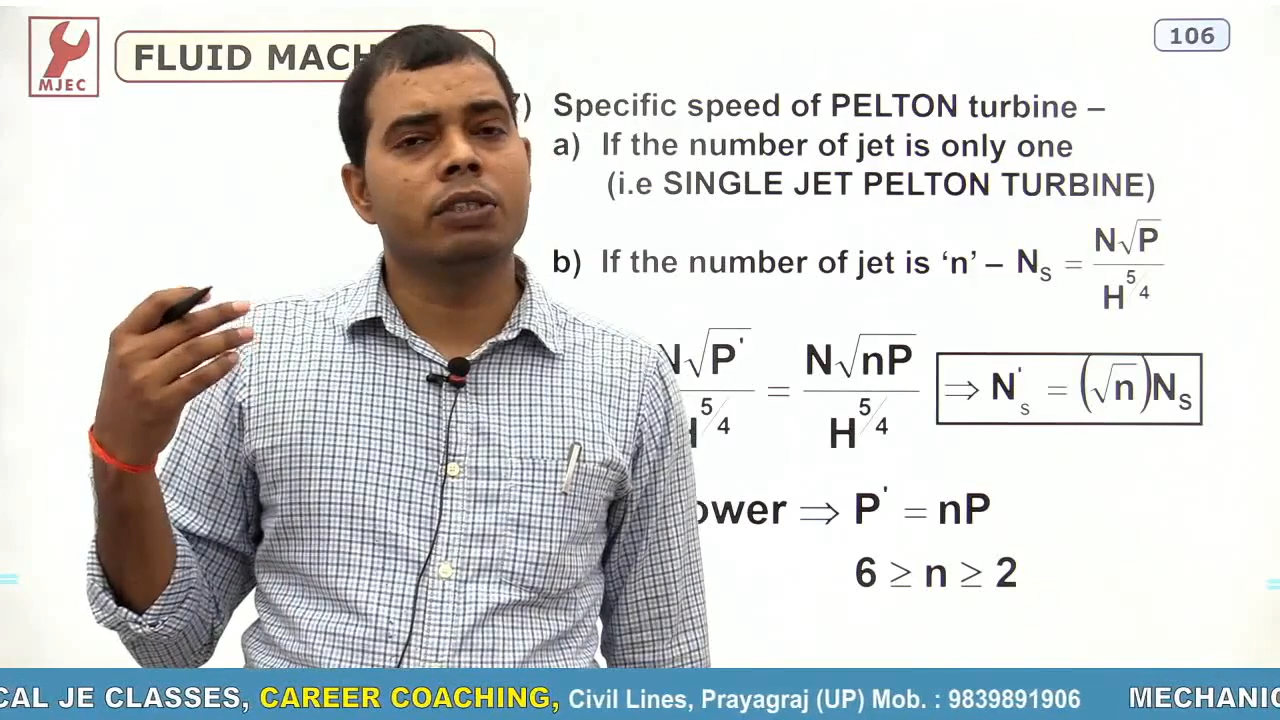 MJEC
FLUID MACH
106
7) Specific speed of PELTON turbine –
a) If the number of jet is only one
(i.e SINGLE JET PELTON TURBINE)
b) If the number of jet is ‘n’ – Nₛ = N√P / H^5/4
N√P' / H^5/4 = N√nP / H^5/4 ⇒ N'ₛ = (√n)Nₛ
ower ⇒ P' = nP
6 ≥ n ≥ 2
CAL JE CLASSES, CAREER COACHING, Civil Lines, Prayagraj (UP) Mob. : 9839891906 MECHANIC